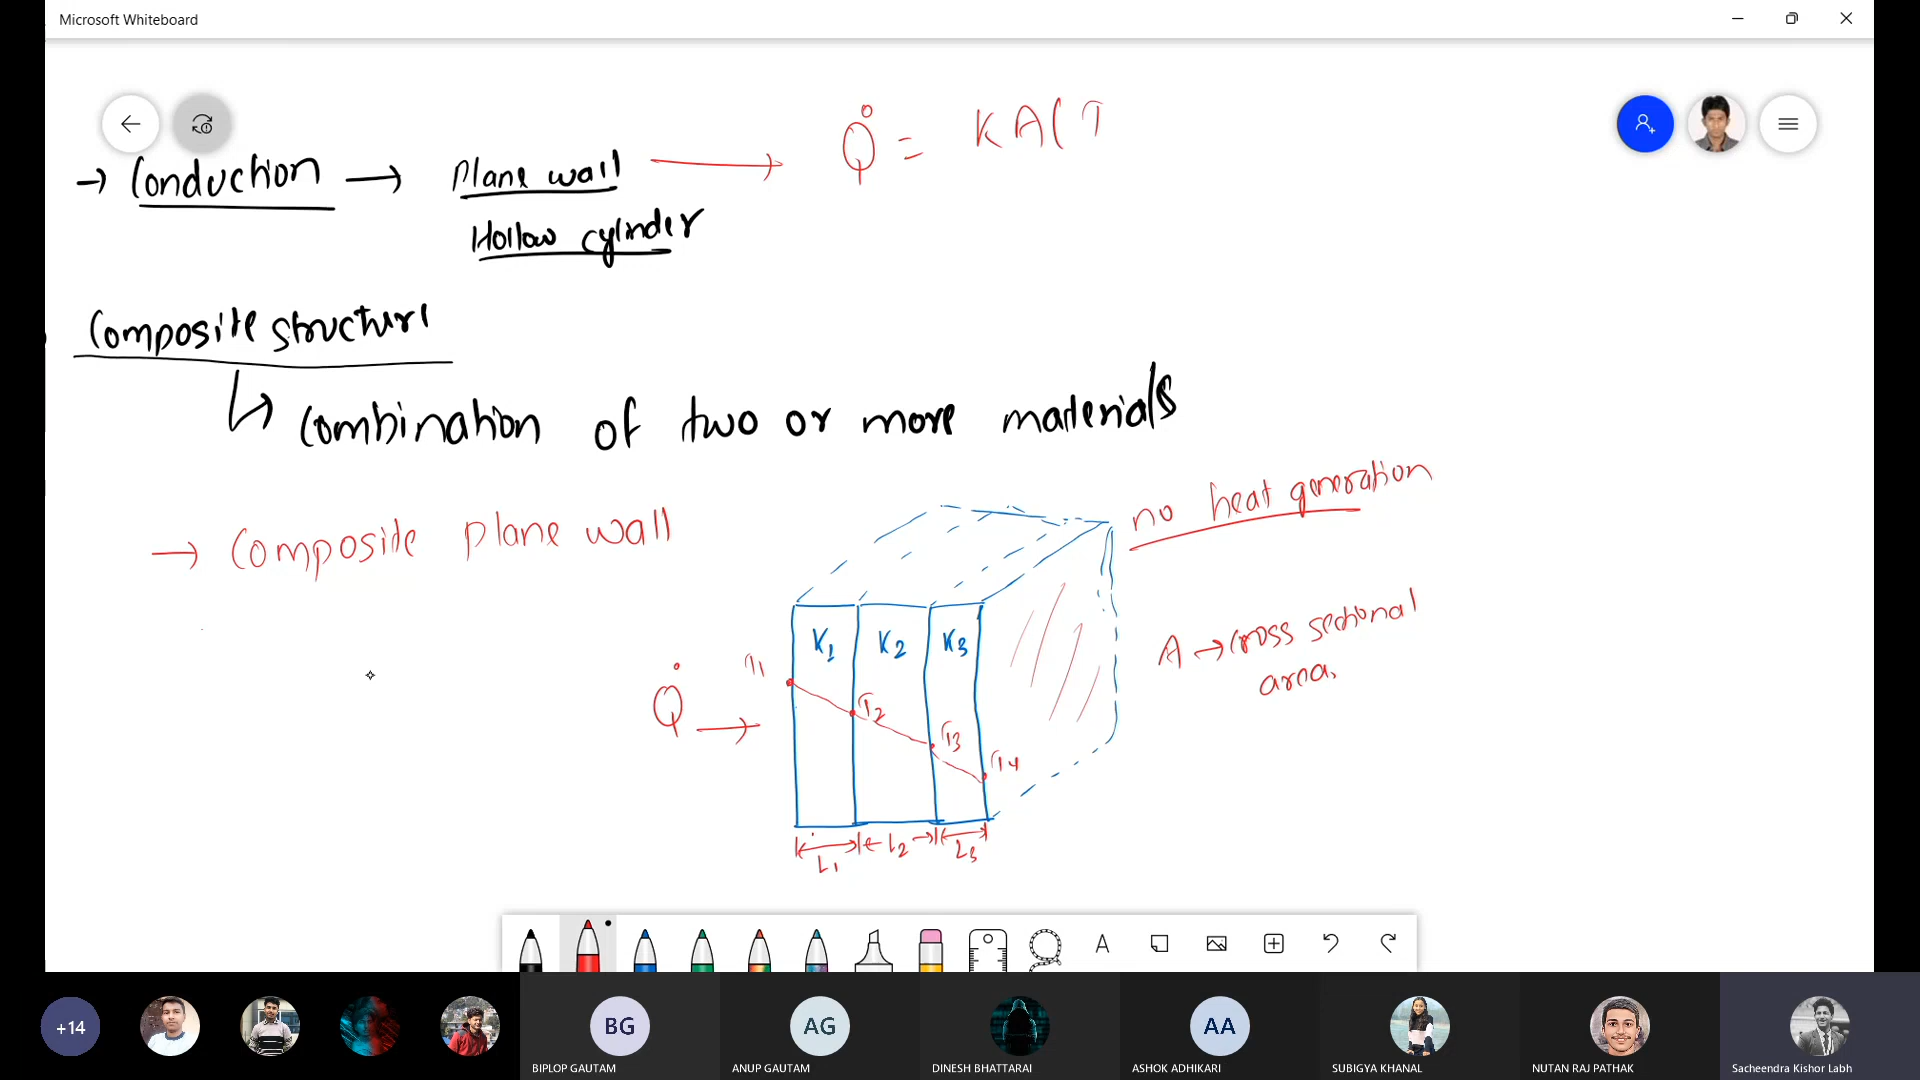 Microsoft Whiteboard
→ Conduction → Plane wall → Q̇ = KA(T
Hollow cylinder
Composite structure
↳ Combination of two or more materials
no heat generation
→ Composite plane wall
A → cross sectional
area.
K1 K2 K3
T1
Q̇ →
T2
T3
T4
L1 L2 L3
A
+14
BG AG AA
BIPLOP GAUTAM ANUP GAUTAM DINESH BHATTARAI ASHOK ADHIKARI SUBIGYA KHANAL NUTAN RAJ PATHAK Sacheendra Kishor Labh